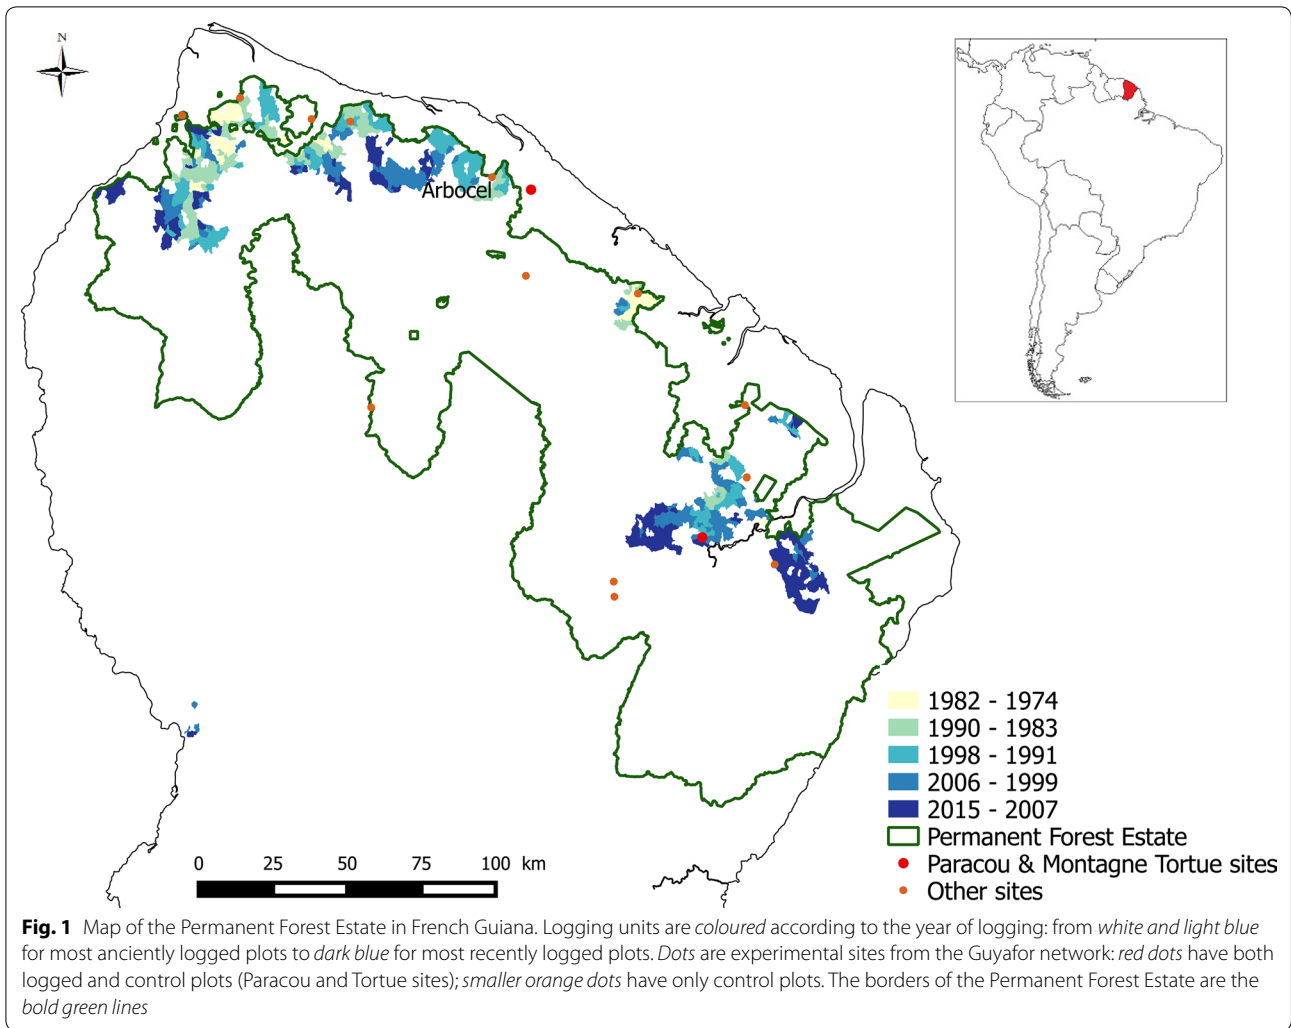 N
Arbocel
1982 - 1974
1990 - 1983
1998 - 1991
2006 - 1999
2015 - 2007
Permanent Forest Estate
Paracou & Montagne Tortue sites
Other sites
0 25 50 75 100 km
Fig. 1 Map of the Permanent Forest Estate in French Guiana. Logging units are coloured according to the year of logging: from white and light blue
for most anciently logged plots to dark blue for most recently logged plots. Dots are experimental sites from the Guyafor network: red dots have both
logged and control plots (Paracou and Tortue sites); smaller orange dots have only control plots. The borders of the Permanent Forest Estate are the
bold green lines